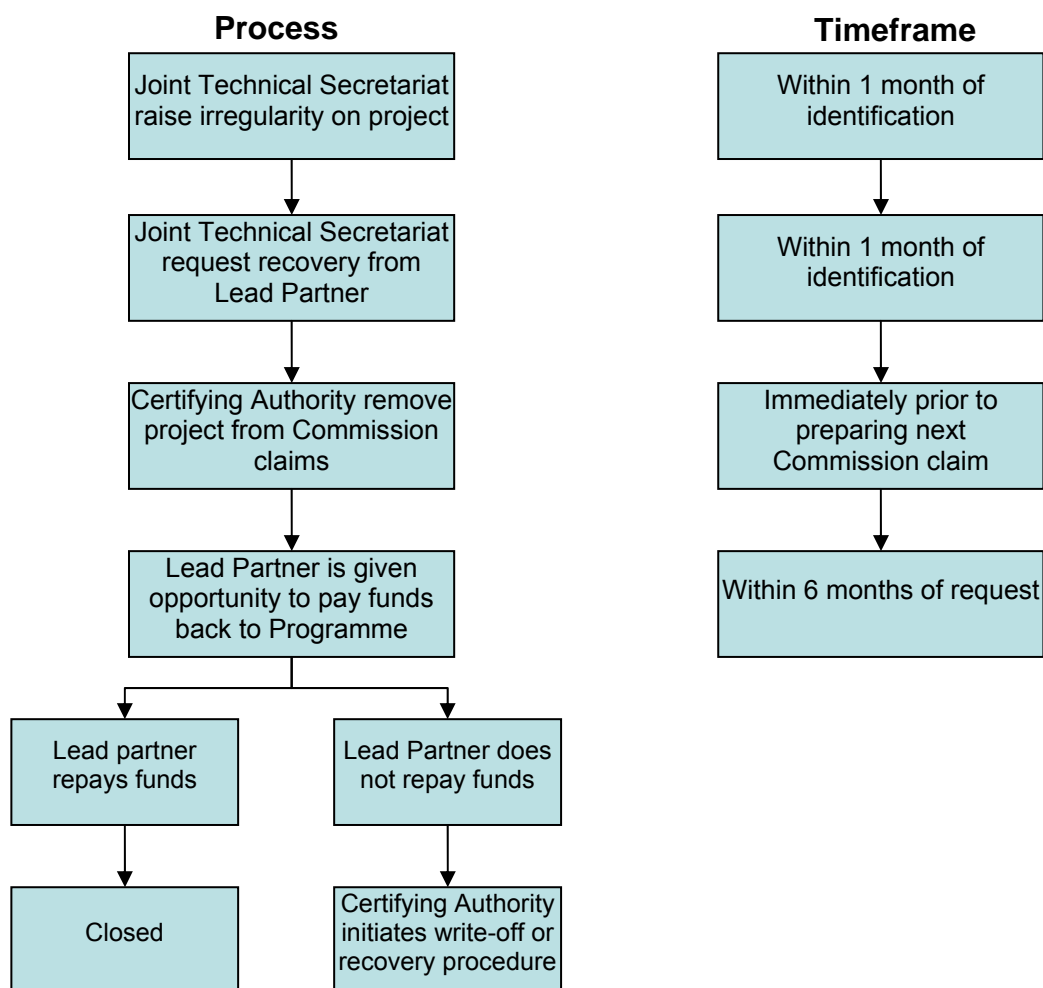 Process
Joint Technical Secretariat
raise irregularity on project
Joint Technical Secretariat
request recovery from
Lead Partner
Certifying Authority remove
project from Commission
claims
Lead Partner is given
opportunity to pay funds
back to Programme
Lead partner
repays funds
Lead Partner does
not repay funds
Closed
Certifying Authority
initiates write-off or
recovery procedure
Timeframe
Within 1 month of
identification
Within 1 month of
identification
Immediately prior to
preparing next
Commission claim
Within 6 months of request